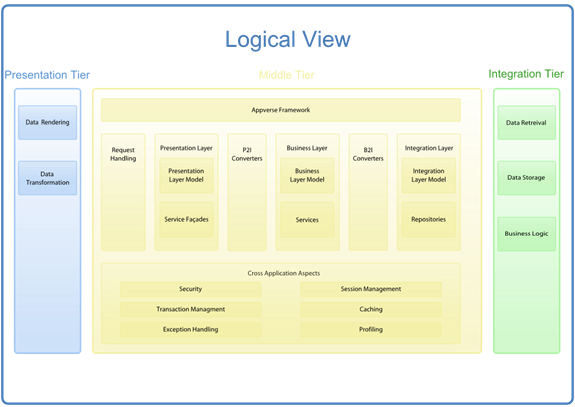 Logical View
Presentation Tier
Middle Tier
Integration Tier
Data Rendering
Data
Transformation
Appverse Framework
Request
Handling
Presentation Layer
Presentation
Layer Model
Service Façades
P2I
Converters
Business Layer
Business
Layer Model
Services
B2I
Converters
Integration Layer
Integration
Layer Model
Repositories
Cross Application Aspects
Security
Session Management
Transaction Managment
Caching
Exception Handling
Profiling
Data Retreival
Data Storage
Business Logic